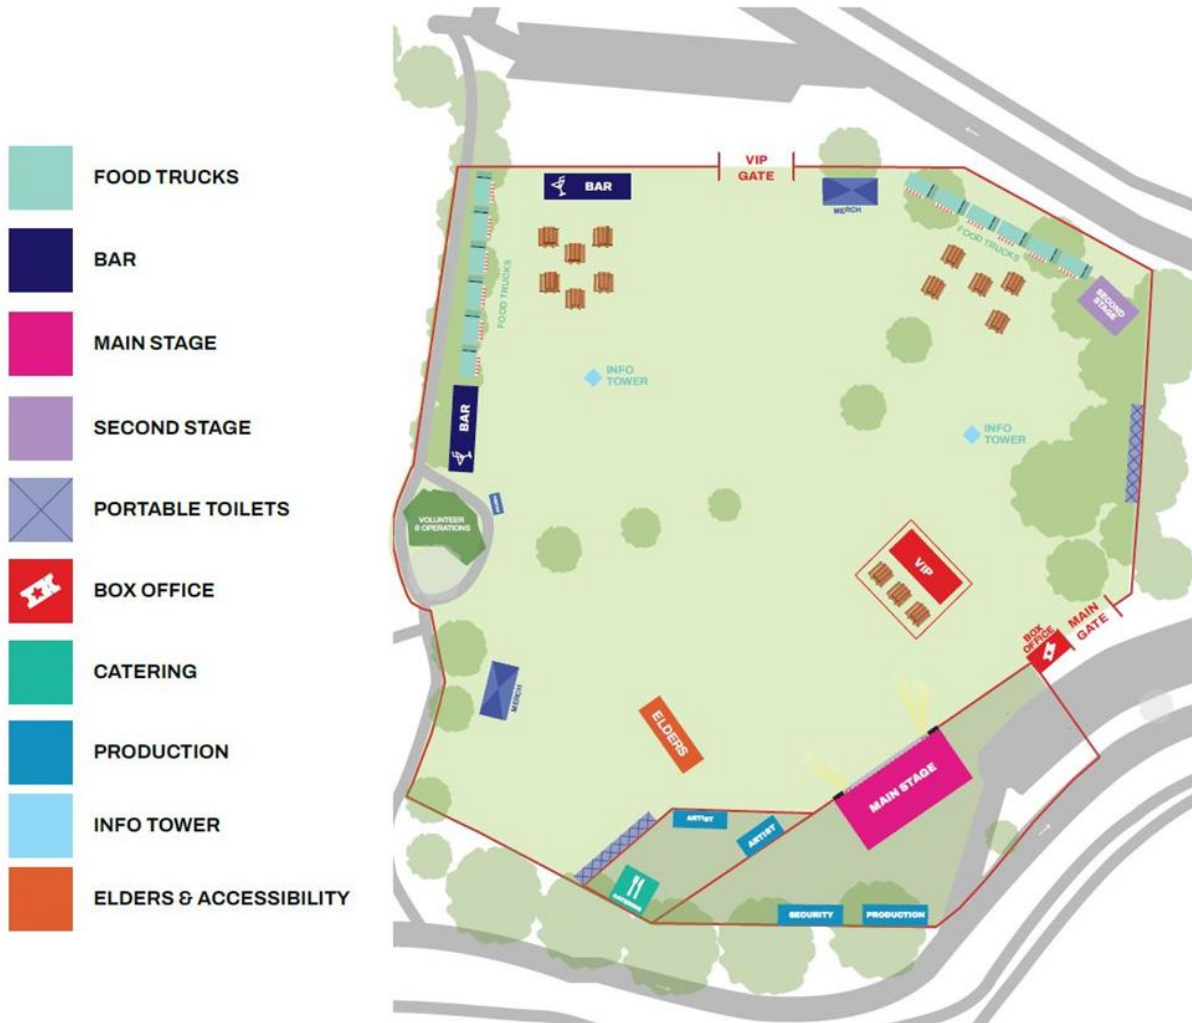 FOOD TRUCKS
BAR
MAIN STAGE
SECOND STAGE
PORTABLE TOILETS
BOX OFFICE
CATERING
PRODUCTION
INFO TOWER
ELDERS & ACCESSIBILITY
VIP
GATE
BAR
MERCH
FOOD TRUCKS
FOOD TRUCKS
SECOND
STAGE
INFO
TOWER
BAR
INFO
TOWER
VOLUNTEER
& OPERATIONS
VIP
MAIN
GATE
BOX
OFFICE
MERCH
ELDERS
MAIN STAGE
ARTIST
ARTIST
CATERING
SECURITY
PRODUCTION